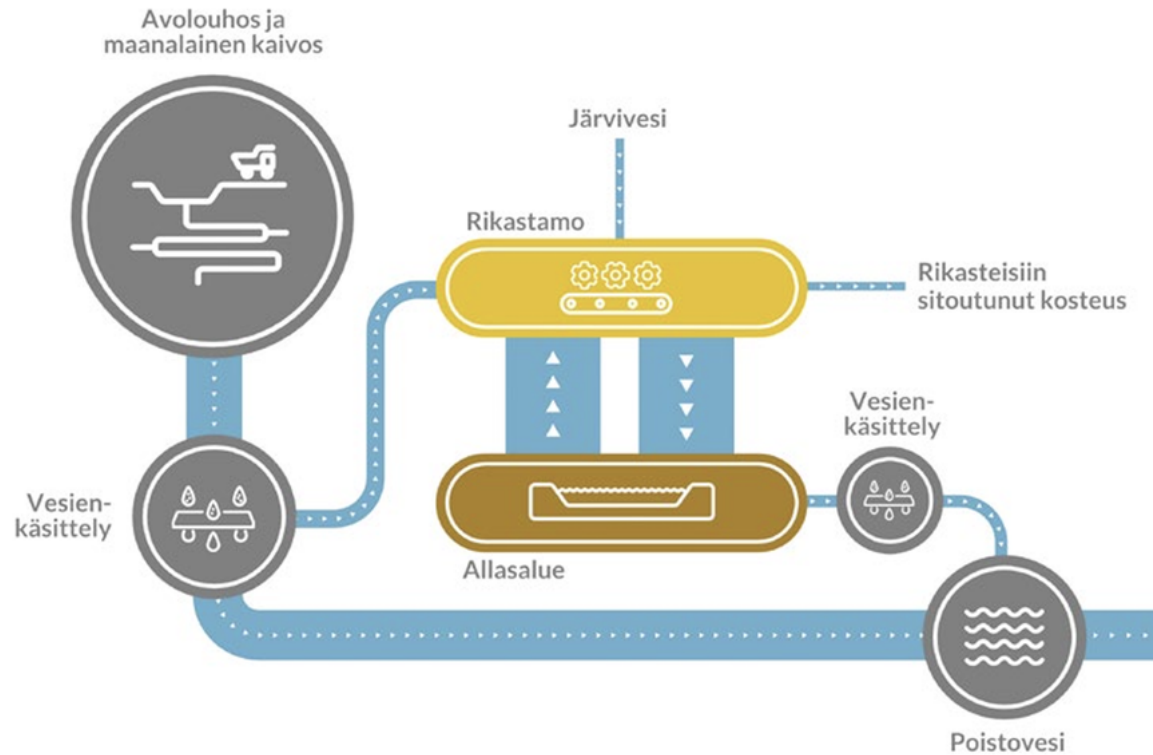 Avolouhos ja
maanalainen kaivos
Järvivesi
Rikastamo
Rikasteisiin
sitoutunut kosteus
Vesien-
käsittely
Vesien-
käsittely
Allasalue
Poistovesi